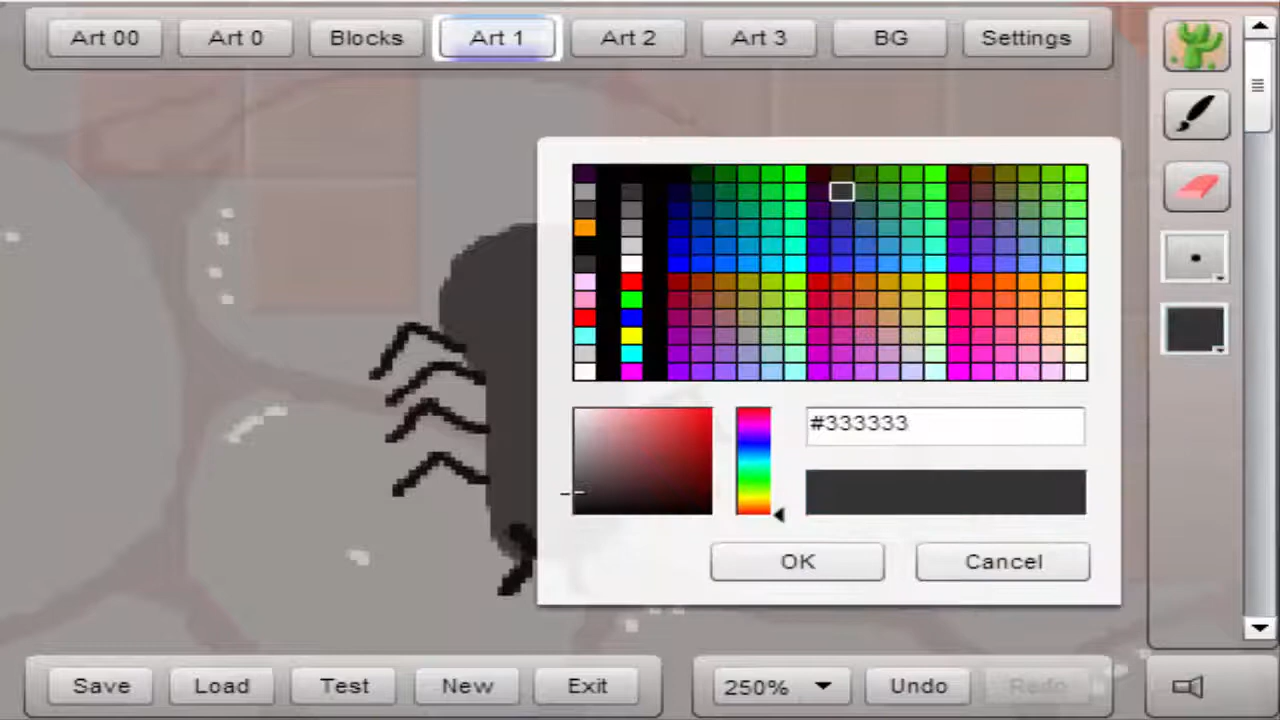 Art 00 Art 0 Blocks Art 1 Art 2 Art 3 BG Settings
#333333
OK Cancel
Save Load Test New Exit 250% Undo Redo